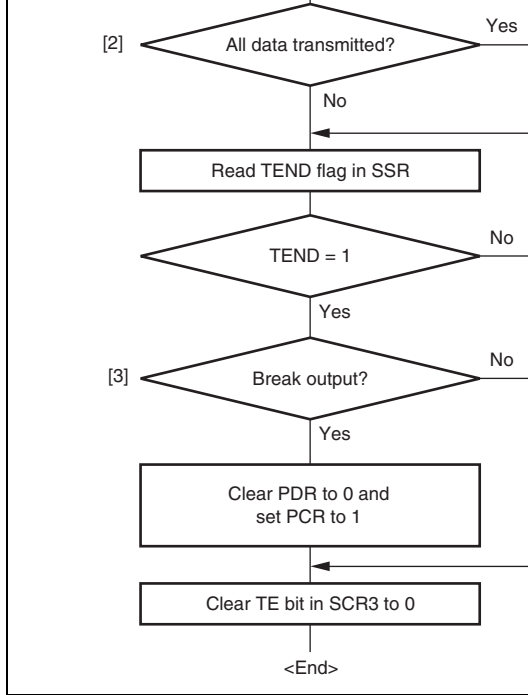 [2]
All data transmitted?
Yes
No
Read TEND flag in SSR
TEND = 1
No
Yes
[3]
Break output?
No
Yes
Clear PDR to 0 and
set PCR to 1
Clear TE bit in SCR3 to 0
<End>